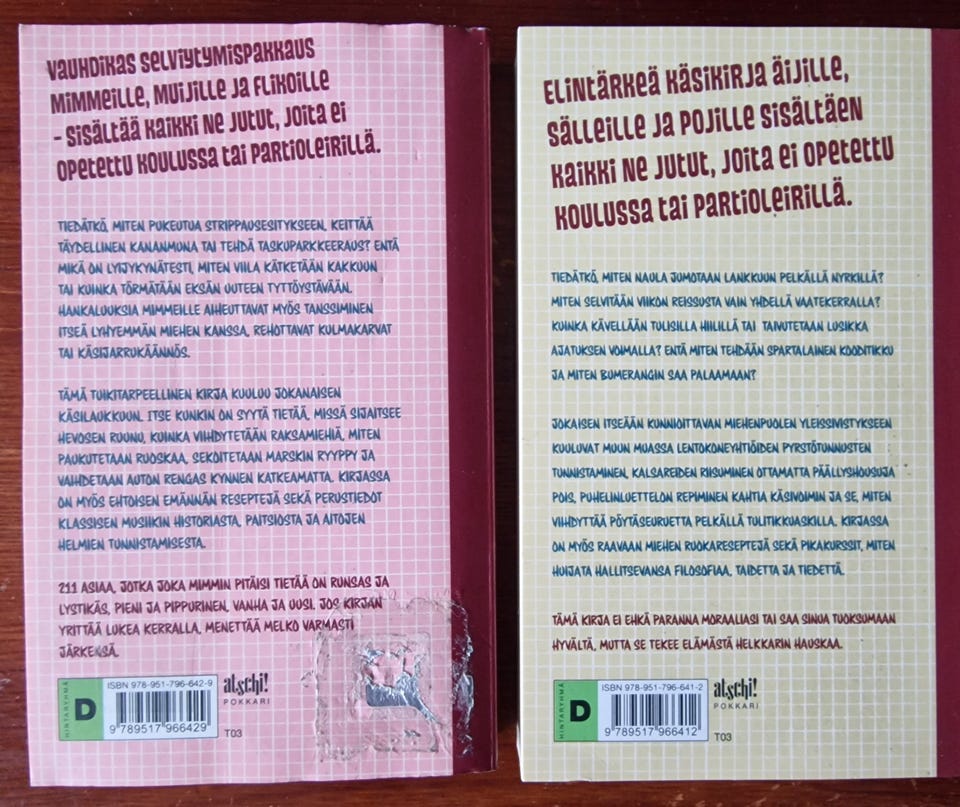 Vauhdikas selviytymispakkaus
mimmeille, muijille ja flikoille
– sisältää kaikki ne jutut, joita ei
opetettu koulussa tai partioleirillä.
TIEDÄTKÖ, MITEN PUKEUTUA STRIPPAUSESITYKSEEN, KEITTÄÄ
TÄYDELLINEN KANANMUNA TAI TEHDÄ TASKUPARKKEERAUS? ENTÄ
MIKÄ ON LYIJYKYNÄTESTI, MITEN VIILA KÄTKETÄÄN KAKKUUN
TAI KUINKA TÖRMÄTÄÄN EKSÄN UUTEEN TYTTÖYSTÄVÄÄN.
HANKALUUKSIA MIMMEILLE AIHEUTTAVAT MYÖS TANSSIMINEN
ITSEÄ LYHYEMMÄN MIEHEN KANSSA, REHOTTAVAT KULMAKARVAT
TAI KÄSIJARRUKÄÄNNÖS.
TÄMÄ TUIKITARPEELLINEN KIRJA KUULUU JOKANAISEN
KÄSILAUKKUUN. ITSE KUNKIN ON SYYTÄ TIETÄÄ, MISSÄ SIJAITSEE
HEVOSEN RUUNU, KUINKA VIIHDYTETÄÄN RAKSAMIEHIÄ, MITEN
PAUKUTETAAN RUOSKAA, SEKOITETAAN MARSKIN RYYPPY JA
VAIHDETAAN AUTON RENGAS KYNNEN KATKEAMATTA. KIRJASSA
ON MYÖS EHTOISEN EMÄNNÄN RESEPTEJÄ SEKÄ PERUSTIEDOT
KLASSISEN MUSIIKIN HISTORIASTA, PAITSIOSTA JA AITOJEN
HELMIEN TUNNISTAMISESTA.
211 ASIAA, JOTKA JOKA MIMMIN PITÄISI TIETÄÄ ON RUNSAS JA
LYSTIKÄS, PIENI JA PIPPURINEN, VANHA JA UUSI. JOS KIRJAN
YRITTÄÄ LUKEA KERRALLA, MENETTÄÄ MELKO VARMASTI
JÄRKENSÄ.
HINTARYHMÄ
D
ISBN 978-951-796-642-9
9 789517 966429
atschi!
POKKARI
T03
Elintärkeä käsikirja äijille,
sälleille ja pojille sisältäen
kaikki ne jutut, joita ei opetettu
koulussa tai partioleirillä.
TIEDÄTKÖ, MITEN NAULA JUMOTAAN LANKKUUN PELKÄLLÄ NYRKILLÄ?
MITEN SELVITÄÄN VIIKON REISSUSTA VAIN YHDELLÄ VAATEKERRALLA?
KUINKA KÄVELLÄÄN TULISILLA HIILILLÄ TAI TAIVUTETAAN LUSIKKA
AJATUKSEN VOIMALLA? ENTÄ MITEN TEHDÄÄN SPARTALAINEN KOODITIKKU
JA MITEN BUMERANGIN SAA PALAAMAAN?
JOKAISEN ITSEÄÄN KUNNIOITTAVAN MIEHENPUOLEN YLEISSIVISTYKSEEN
KUULUVAT MUUN MUASSA LENTOKONEYHTIÖIDEN PYRSTÖTUNNUSTEN
TUNNISTAMINEN, KALSAREIDEN RIISUMINEN OTTAMATTA PÄÄLLYSHOUSUJA
POIS, PUHELINLUETTELON REPIMINEN KAHTIA KÄSIVOIMIN JA SE, MITEN
VIIHDYTTÄÄ PÖYTÄSEURUETTA PELKÄLLÄ TULITIKKUASKILLA. KIRJASSA
ON MYÖS RAAVAAN MIEHEN RUOKARESEPTEJÄ SEKÄ PIKAKURSSIT, MITEN
HUIJATA HALLITSEVANSA FILOSOFIAA, TAIDETTA JA TIEDETTÄ.
TÄMÄ KIRJA EI EHKÄ PARANNA MORAALIASI TAI SAA SINUA TUOKSUMAAN
HYVÄLTÄ, MUTTA SE TEKEE ELÄMÄSTÄ HELKKARIN HAUSKAA.
HINTARYHMÄ
D
ISBN 978-951-796-641-2
9 789517 966412
atschi!
POKKARI
T03